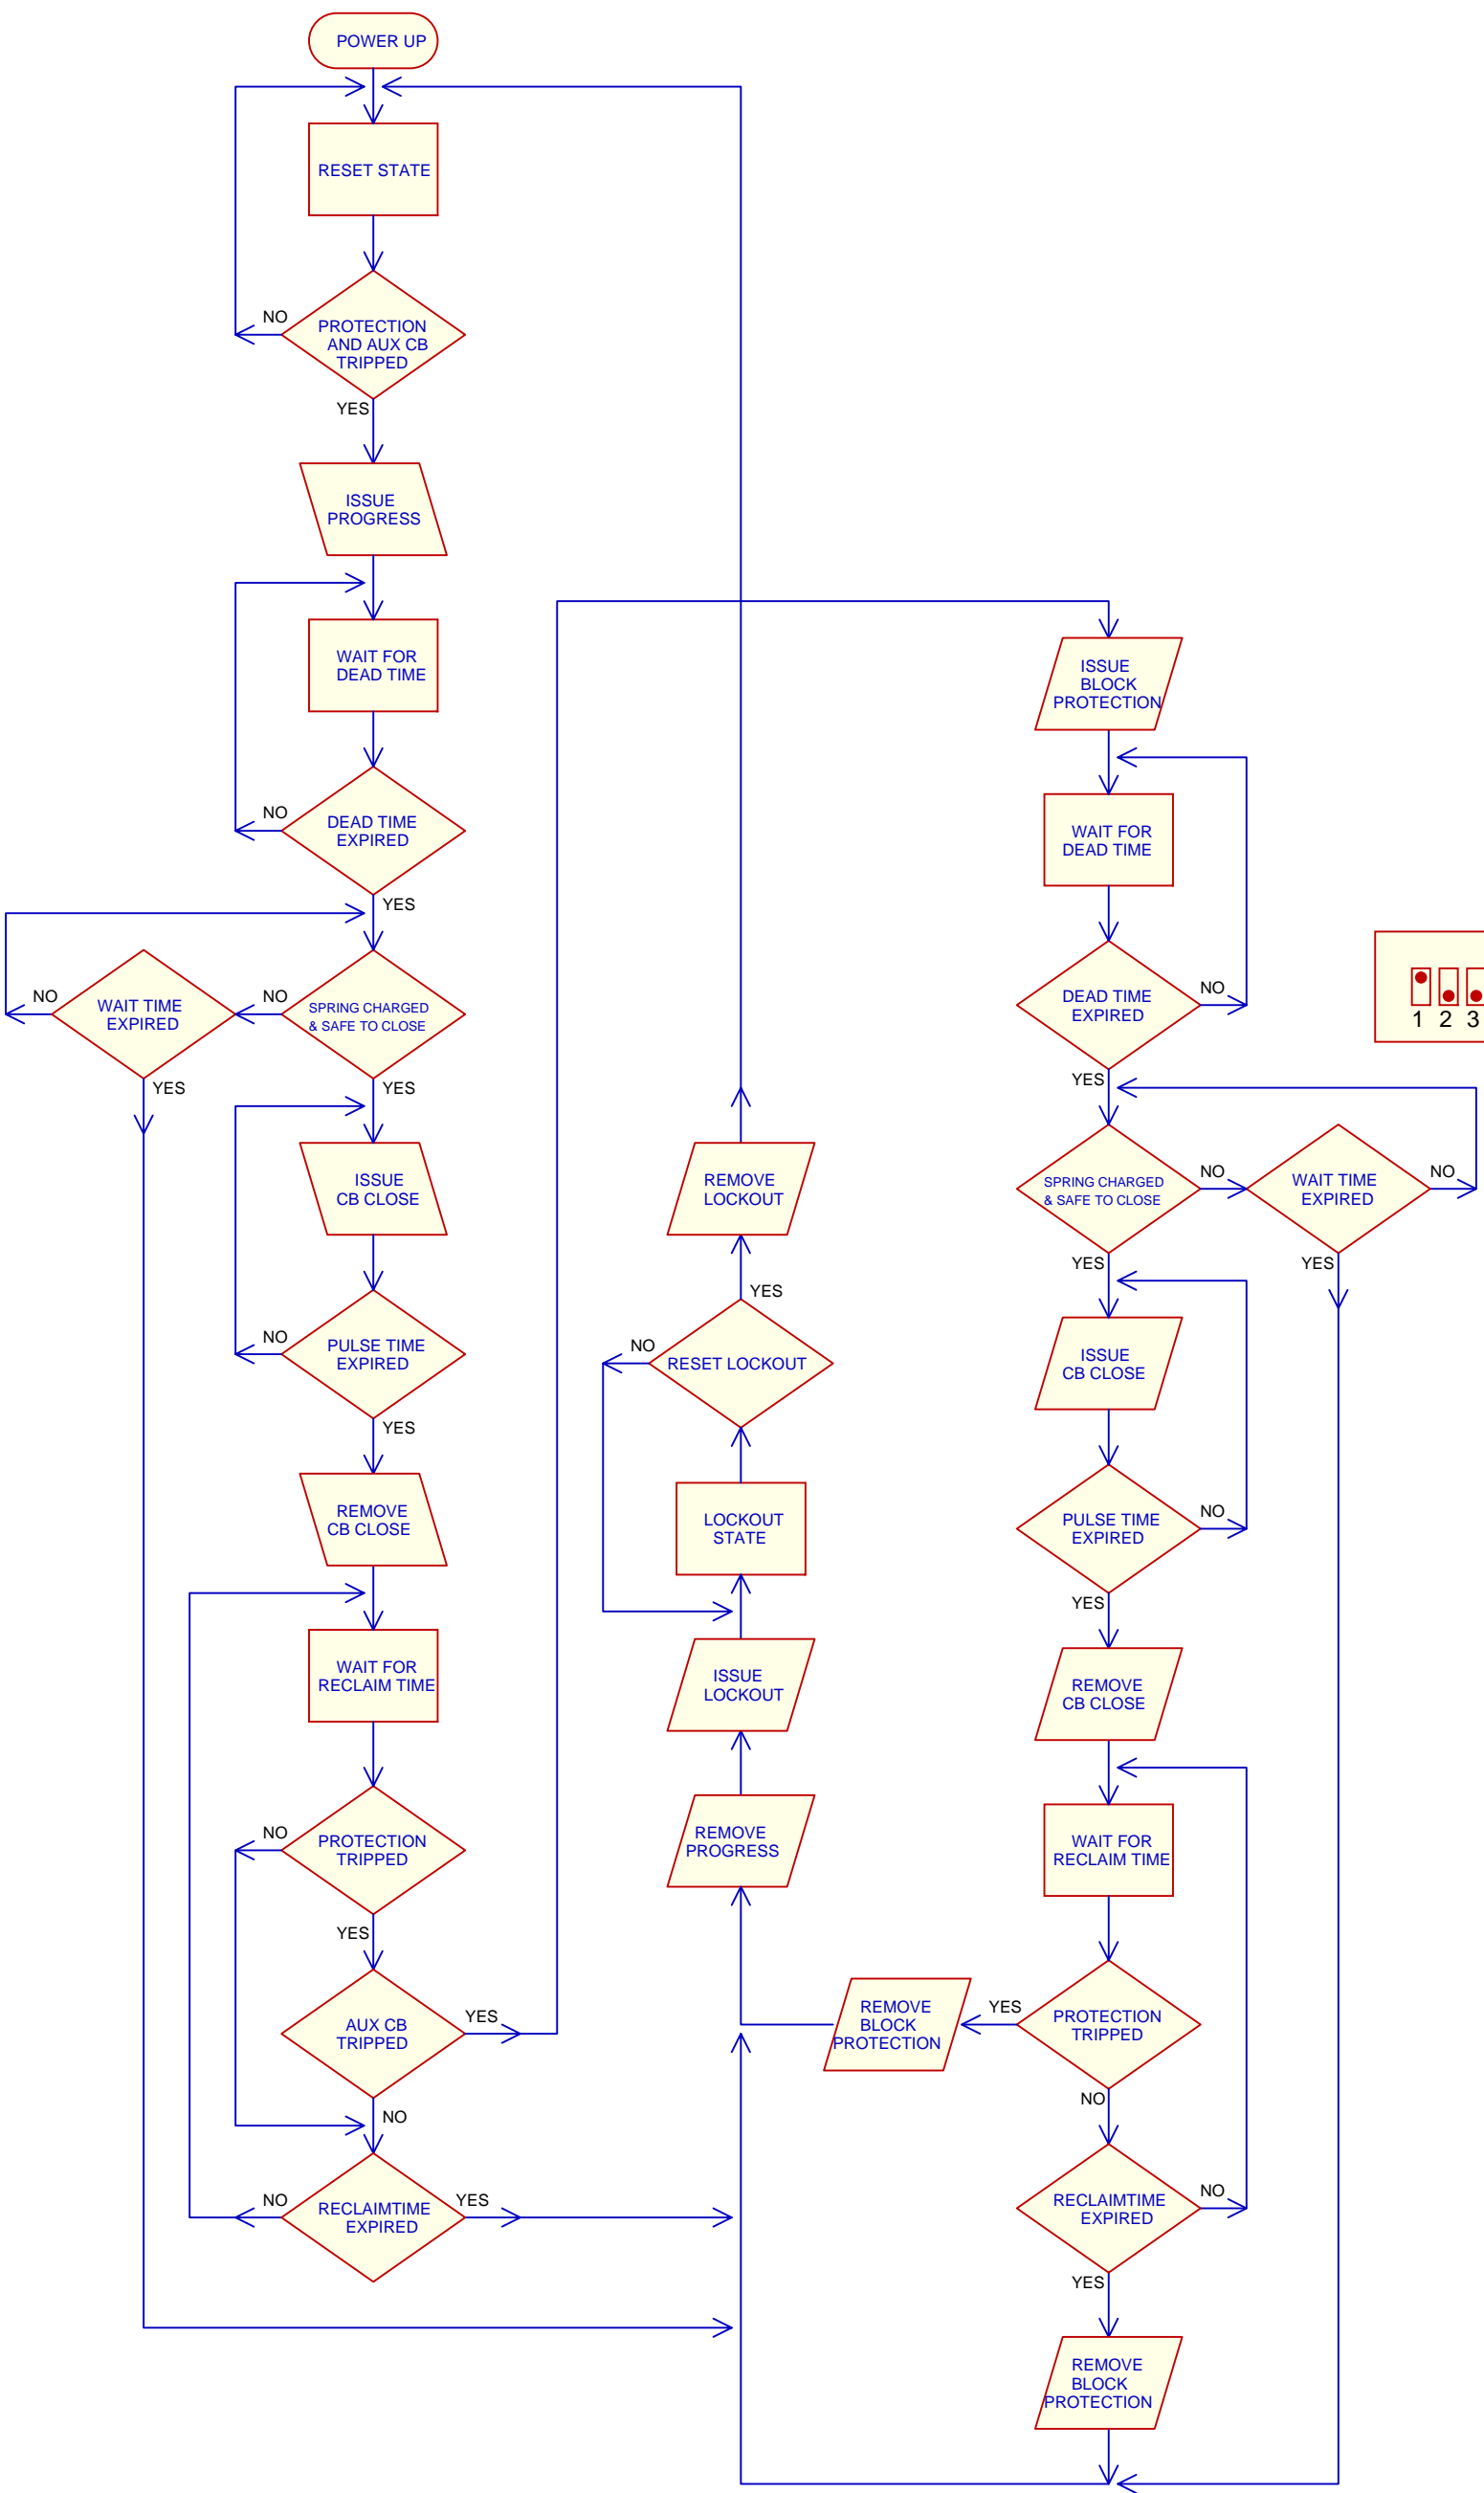 POWER UP
RESET STATE
NO
PROTECTION
AND AUX CB
TRIPPED
YES
ISSUE
PROGRESS
WAIT FOR
DEAD TIME
NO
DEAD TIME
EXPIRED
YES
NO
WAIT TIME
EXPIRED
YES
NO
SPRING CHARGED
& SAFE TO CLOSE
YES
ISSUE
CB CLOSE
NO
PULSE TIME
EXPIRED
YES
REMOVE
CB CLOSE
WAIT FOR
RECLAIM TIME
NO
PROTECTION
TRIPPED
YES
AUX CB
TRIPPED
YES
NO
NO
RECLAIMTIME
EXPIRED
YES
REMOVE
LOCKOUT
YES
NO
RESET LOCKOUT
LOCKOUT
STATE
ISSUE
LOCKOUT
REMOVE
PROGRESS
REMOVE
BLOCK
PROTECTION
ISSUE
BLOCK
PROTECTION
WAIT FOR
DEAD TIME
DEAD TIME
EXPIRED
NO
YES
SPRING CHARGED
& SAFE TO CLOSE
NO
WAIT TIME
EXPIRED
NO
YES
YES
ISSUE
CB CLOSE
PULSE TIME
EXPIRED
NO
YES
REMOVE
CB CLOSE
WAIT FOR
RECLAIM TIME
YES
PROTECTION
TRIPPED
NO
RECLAIMTIME
EXPIRED
NO
YES
REMOVE
BLOCK
PROTECTION
1 2 3